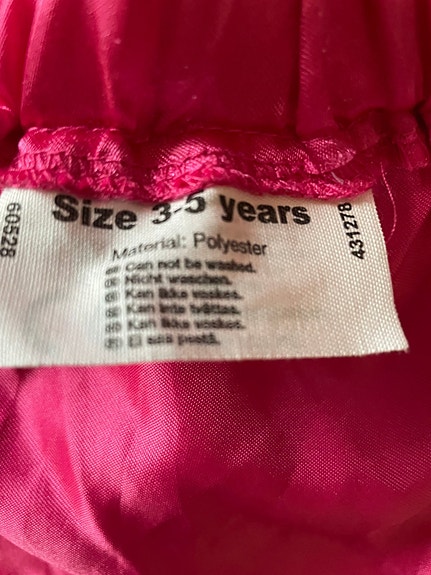 Size 3-5 years
Material: Polyester
Can not be washed.
Nicht waschen.
Kan ikke vaskes.
Kan inte tvättas.
Kan ikke vaskes.
Ei saa pestä.
60528
431278